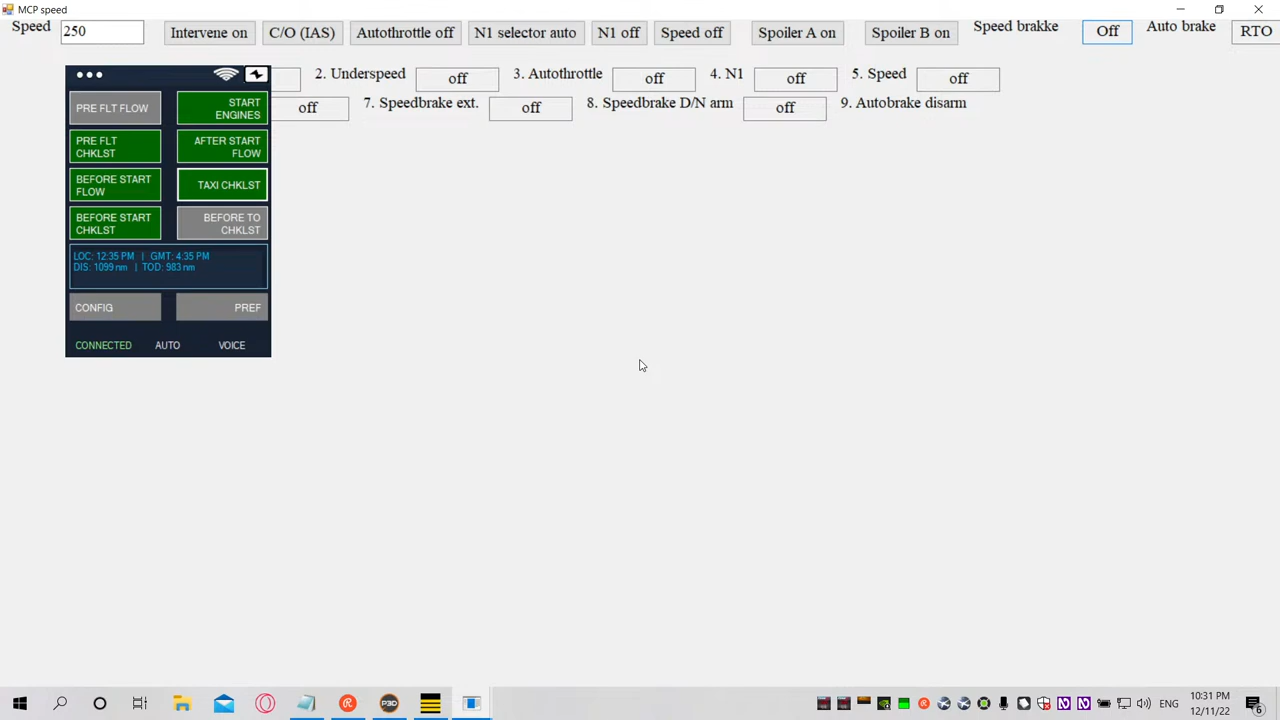 MCP speed
Speed 250 Intervene on C/O (IAS) Autothrottle off N1 selector auto N1 off Speed off Spoiler A on Spoiler B on Speed brakke Off Auto brake RTO
2. Underspeed off 3. Autothrottle off 4. N1 off 5. Speed off
off 7. Speedbrake ext. off 8. Speedbrake D/N arm off 9. Autobrake disarm
PRE FLT FLOW
START
ENGINES
PRE FLT
CHKLST
AFTER START
FLOW
BEFORE START
FLOW
TAXI CHKLST
BEFORE START
CHKLST
BEFORE TO
CHKLST
LOC: 12:35 PM | GMT: 4:35 PM
DIS: 1099 nm | TOD: 983 nm
CONFIG PREF
CONNECTED AUTO VOICE
P3D
ENG
10:31 PM
12/11/22
6